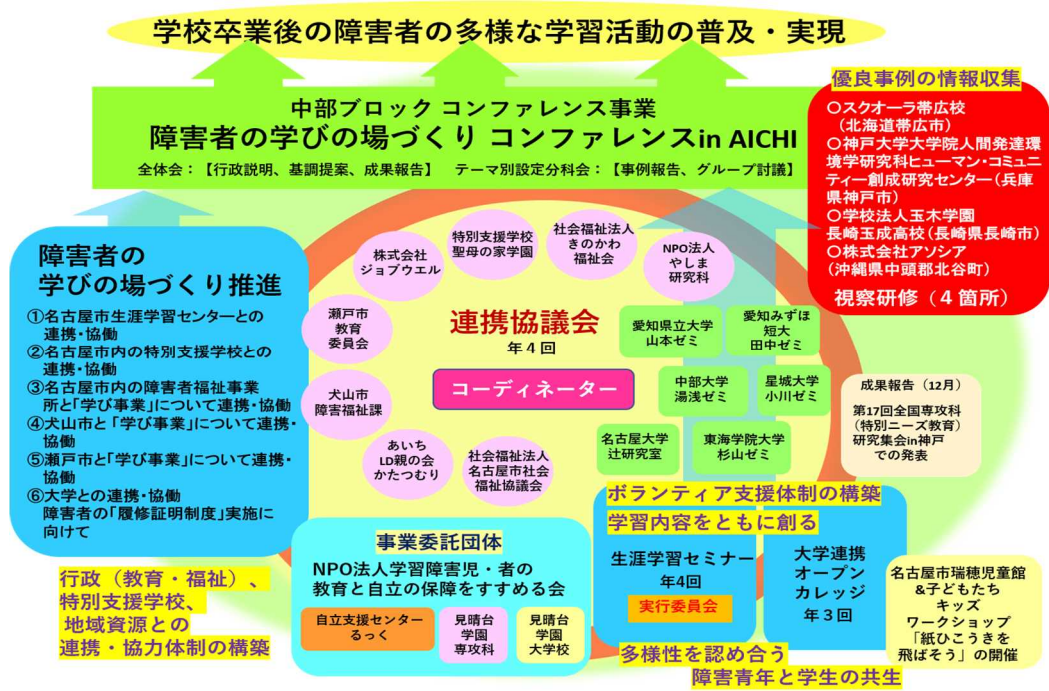 学校卒業後の障害者の多様な学習活動の普及・実現
中部ブロック コンファレンス事業
障害者の学びの場づくり コンファレンスin AICHI
全体会：【行政説明、基調提案、成果報告】　テーマ別設定分科会：【事例報告、グループ討議】
優良事例の情報収集
〇スクオーラ帯広校
（北海道帯広市）
〇神戸大学大学院人間発達環
境学研究科ヒューマン・コミュニ
ティー創成研究センター（兵庫
県神戸市）
〇学校法人玉木学園
長崎玉成高校（長崎県長崎市）
〇株式会社アソシア
（沖縄県中頭郡北谷町）
視察研修（４箇所）
障害者の
学びの場づくり推進
①名古屋市生涯学習センターとの
連携・協働
②名古屋市内の特別支援学校との
連携・協働
③名古屋市内の障害者福祉事業
所と「学び事業」について連携・協働
④犬山市と「学び事業」について連携・
協働
⑤瀬戸市と「学び事業」について連携・
協働
⑥大学との連携・協働
障害者の「履修証明制度」実施に
向けて
行政（教育・福祉）、
特別支援学校、
地域資源との
連携・協力体制の構築
株式会社
ジョブウエル
特別支援学校
聖母の家学園
社会福祉法人
きのかわ
福祉会
NPO法人
やしま
研究科
瀬戸市
教育
委員会
犬山市
障害福祉課
あいち
LD親の会
かたつむり
社会福祉法人
名古屋市社会
福祉協議会
連携協議会
年４回
コーディネーター
愛知県立大学
山本ゼミ
愛知みずほ
短大
田中ゼミ
中部大学
湯浅ゼミ
星城大学
小川ゼミ
名古屋大学
辻研究室
東海学院大学
杉山ゼミ
成果報告（12月）
第17回全国専攻科
（特別ニーズ教育）
研究集会in神戸
での発表
事業委託団体
NPO法人学習障害児・者の
教育と自立の保障をすすめる会
自立支援センター
るっく
見晴台
学園
専攻科
見晴台
学園
大学校
ボランティア支援体制の構築
学習内容をともに創る
生涯学習セミナー
年4回
実行委員会
大学連携
オープン
カレッジ
年３回
多様性を認め合う
障害青年と学生の共生
名古屋市瑞穂児童館
&子どもたち
キッズ
ワークショップ
「紙ひこうきを
飛ばそう」の開催